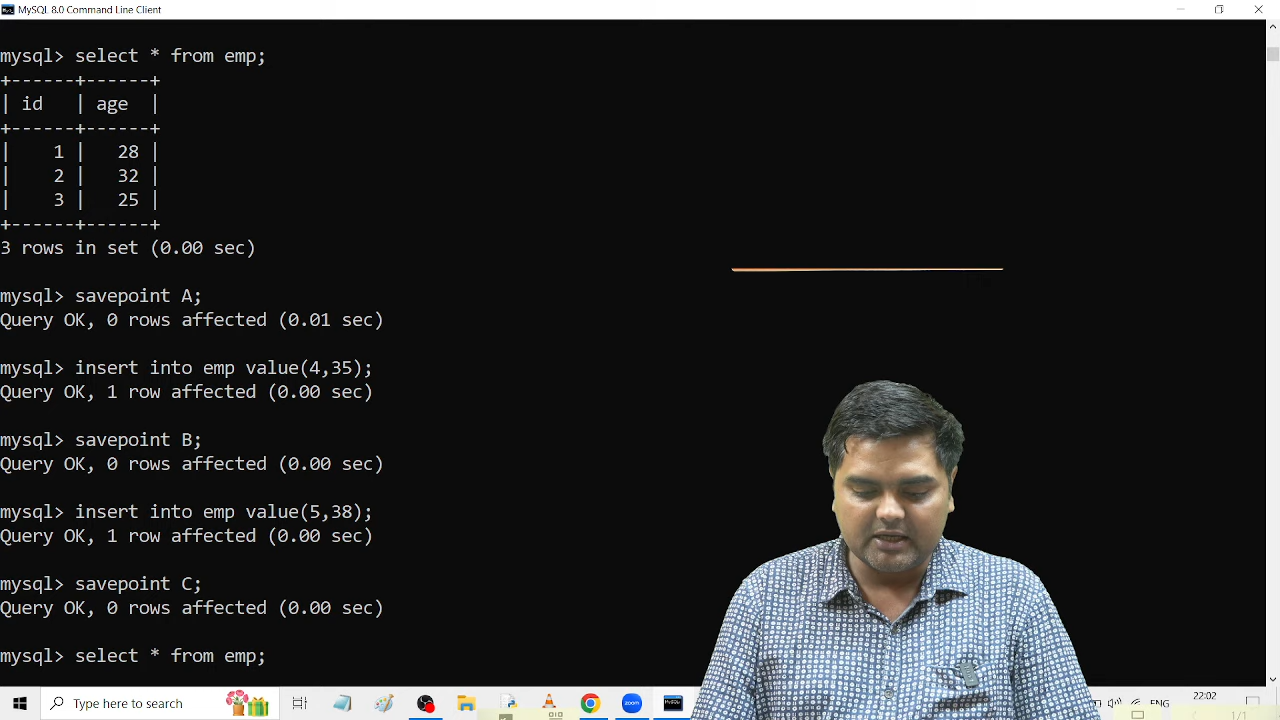 MySQL 8.0 Command Line Client
mysql> select * from emp;
+------+------+
| id   | age  |
+------+------+
|    1 |   28 |
|    2 |   32 |
|    3 |   25 |
+------+------+
3 rows in set (0.00 sec)
mysql> savepoint A;
Query OK, 0 rows affected (0.01 sec)
mysql> insert into emp value(4,35);
Query OK, 1 row affected (0.00 sec)
mysql> savepoint B;
Query OK, 0 rows affected (0.00 sec)
mysql> insert into emp value(5,38);
Query OK, 1 row affected (0.00 sec)
mysql> savepoint C;
Query OK, 0 rows affected (0.00 sec)
mysql> select * from emp;
Type here to search
zoom
22:02
1/1